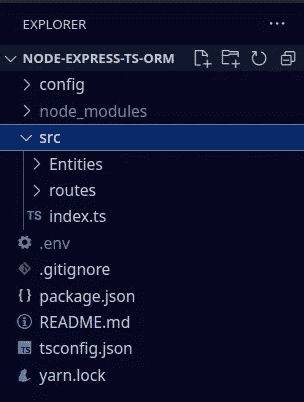 EXPLORER
NODE-EXPRESS-TS-ORM
config
node_modules
src
Entities
routes
TS index.ts
.env
.gitignore
{} package.json
README.md
TS tsconfig.json
yarn.lock